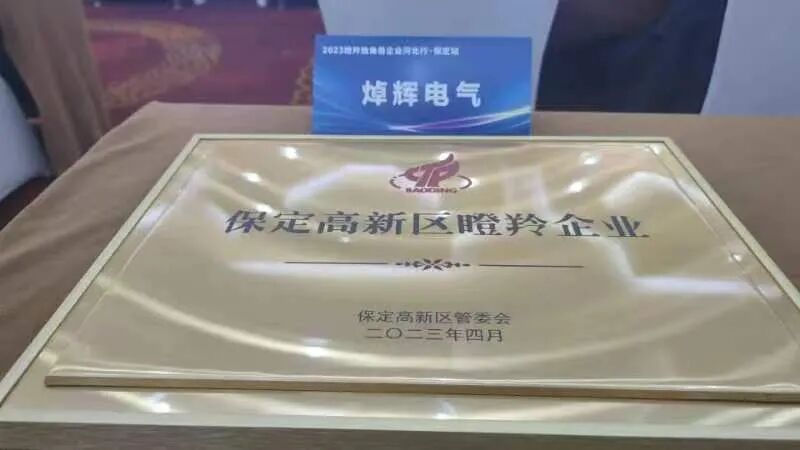 2023瞪羚独角兽企业河北行·保定站
焯辉电气
BAODING
保定高新区瞪羚企业
保定高新区管委会
二〇二三年四月